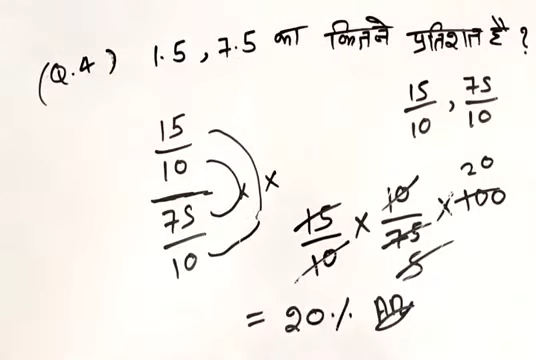 (Q.4) 1.5, 7.5 का कितने प्रतिशत है ?
15/10, 75/10
15/10 / 75/10 × ×
15/10 × 10/75 × 100 20
5
= 20%